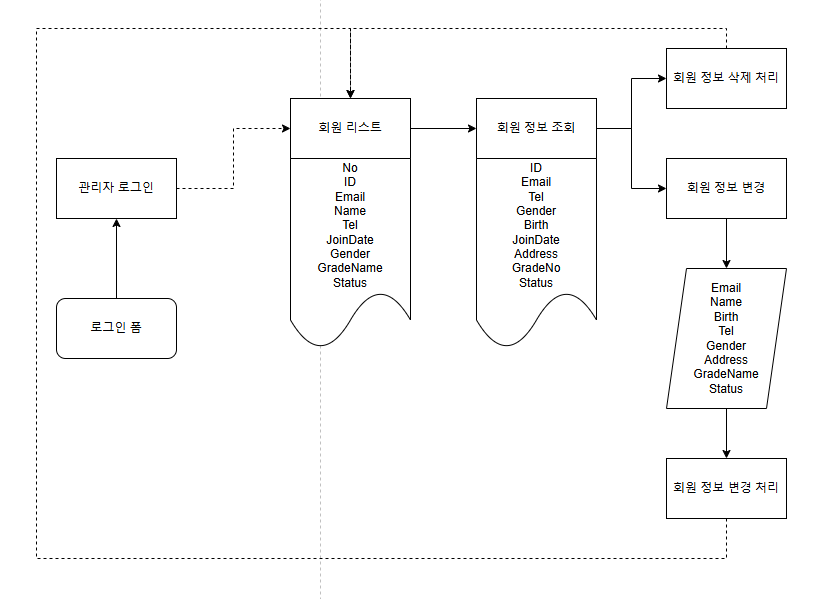 관리자 로그인
로그인 폼
회원 리스트
No
ID
Email
Name
Tel
JoinDate
Gender
GradeName
Status
회원 정보 조회
ID
Email
Tel
Gender
Birth
JoinDate
Address
GradeNo
Status
회원 정보 삭제 처리
회원 정보 변경
Email
Name
Birth
Tel
Gender
Address
GradeName
Status
회원 정보 변경 처리